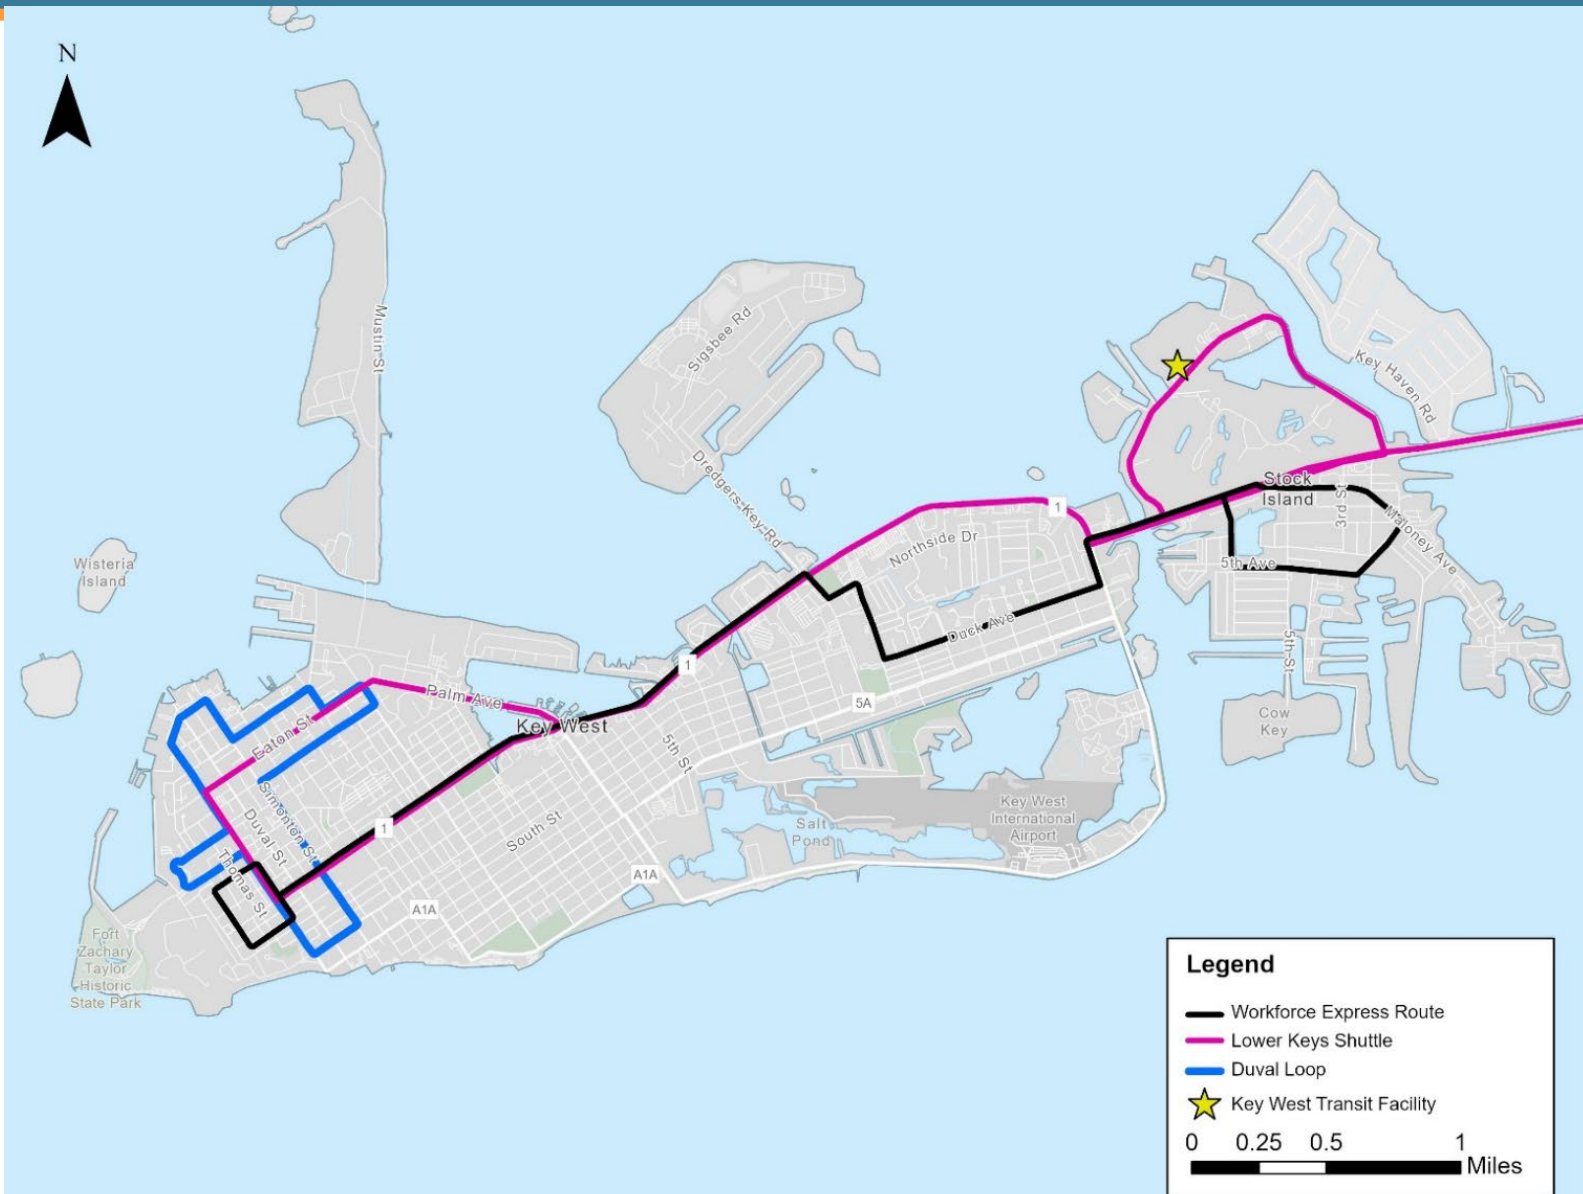 N
Mustin St
Sigsbee Rd
Key Haven Rd
Dredgers Key Rd
Stock
Island
3rd St
Maloney Ave
1
Northside Dr
5th Ave
Wisteria
Island
Duck Ave
5th St
1
Palm Ave
5A
Key West
Cow
Key
Eaton St
5th St
Simonton St
Key West
International
Airport
Duval St
1
South St
Salt
Pond
Thomas St
A1A
A1A
Fort
Zachary
Taylor
Historic
State Park
Legend
Workforce Express Route
Lower Keys Shuttle
Duval Loop
Key West Transit Facility
0 0.25 0.5 1
Miles